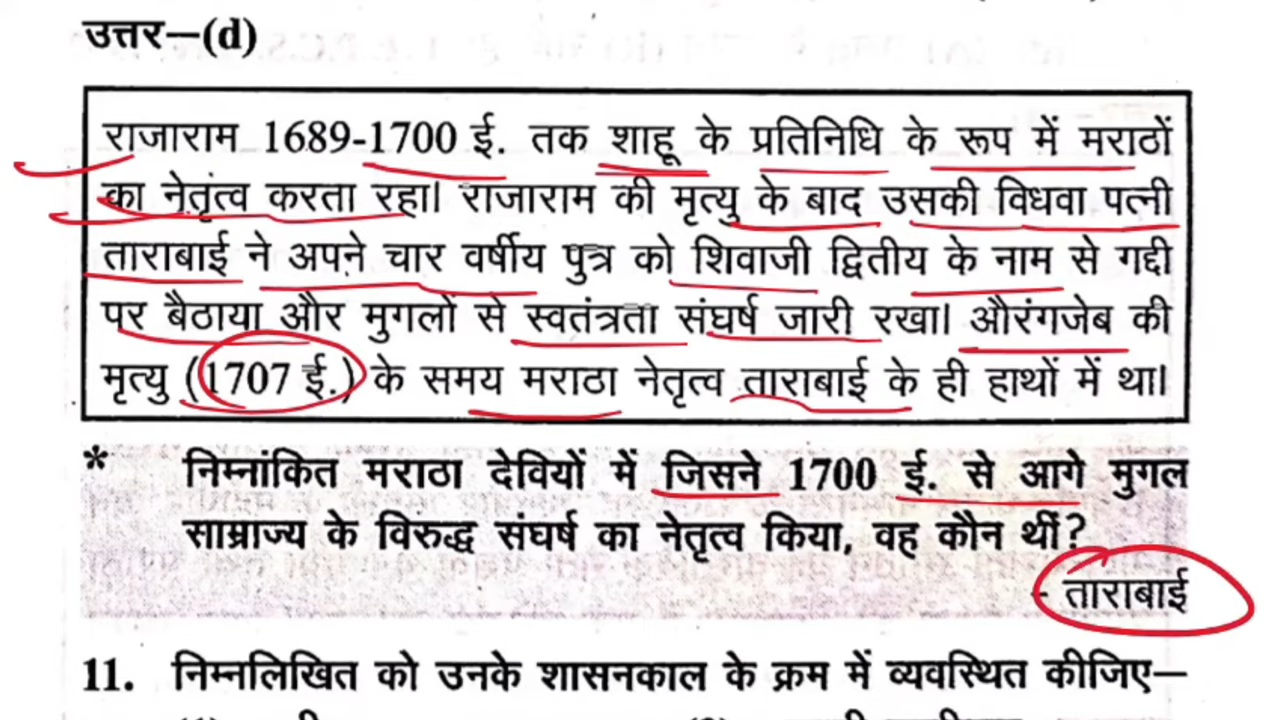 उत्तर—(d)
राजाराम 1689-1700 ई. तक शाहू के प्रतिनिधि के रूप में मराठों
का नेतृत्व करता रहा। राजाराम की मृत्यु के बाद उसकी विधवा पत्नी
ताराबाई ने अपने चार वर्षीय पुत्र को शिवाजी द्वितीय के नाम से गद्दी
पर बैठाया और मुगलों से स्वतंत्रता संघर्ष जारी रखा। औरंगजेब की
मृत्यु (1707 ई.) के समय मराठा नेतृत्व ताराबाई के ही हाथों में था।
* निम्नांकित मराठा देवियों में जिसने 1700 ई. से आगे मुगल
साम्राज्य के विरुद्ध संघर्ष का नेतृत्व किया, वह कौन थीं?
- ताराबाई
11. निम्नलिखित को उनके शासनकाल के क्रम में व्यवस्थित कीजिए—